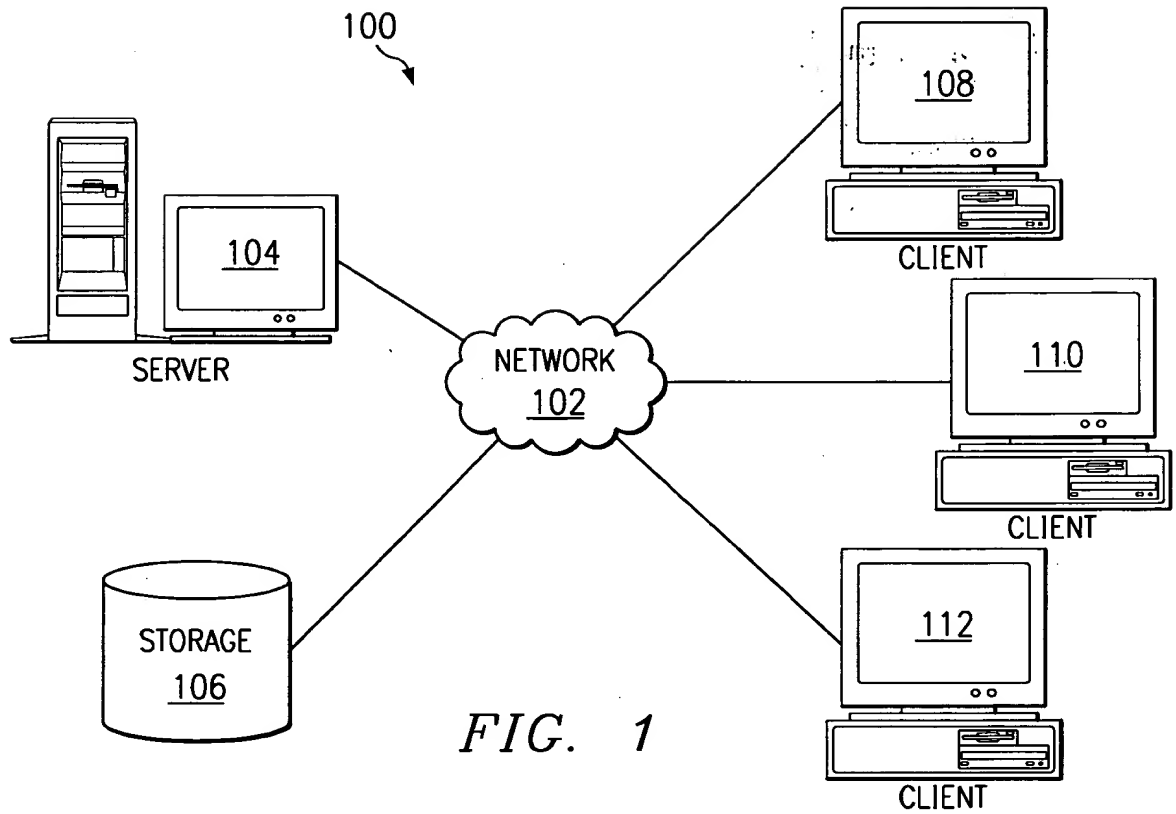 100
108
CLIENT
104
SERVER
NETWORK
102
110
CLIENT
STORAGE
106
112
CLIENT
FIG. 1